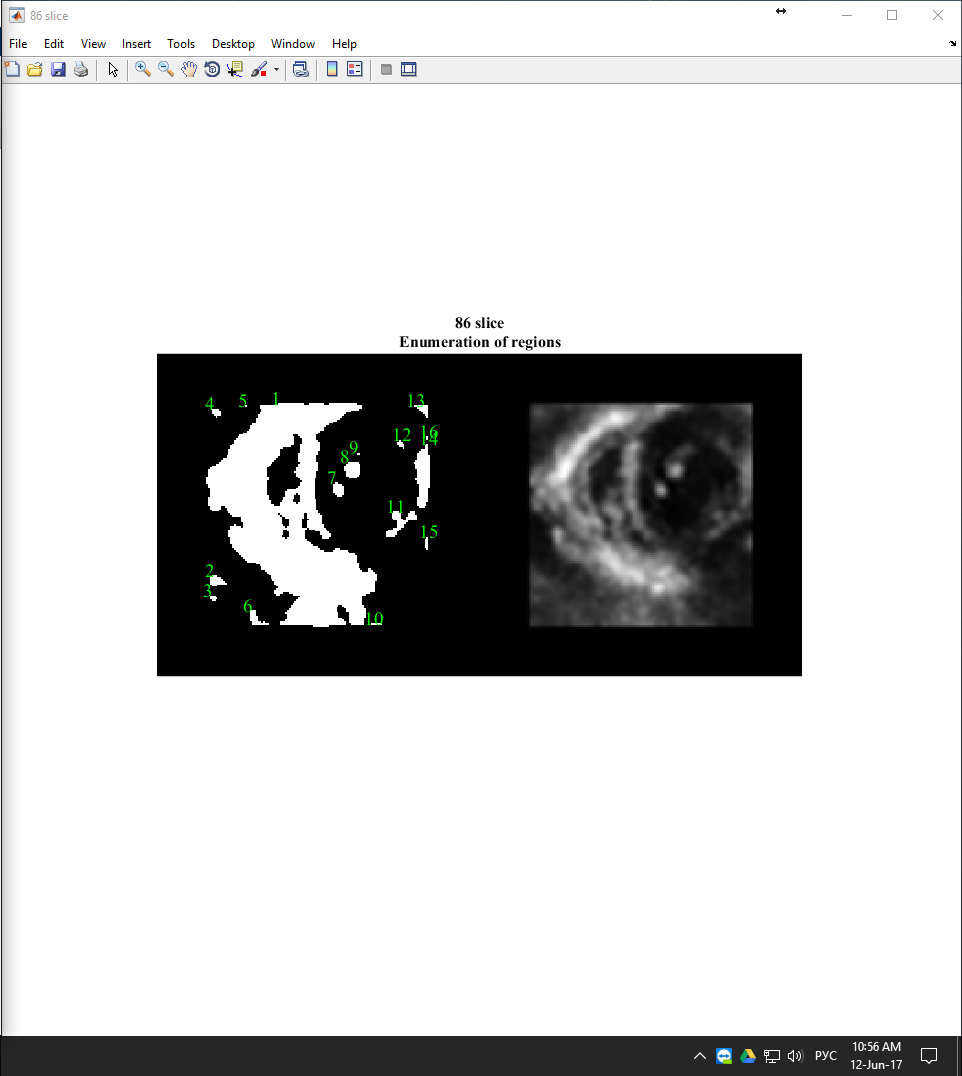 86 slice
File Edit View Insert Tools Desktop Window Help
86 slice
Enumeration of regions
4 5 1 13
12 16
14
9
8
7
11
15
2
3
6
10
РУС
10:56 AM
12-Jun-17